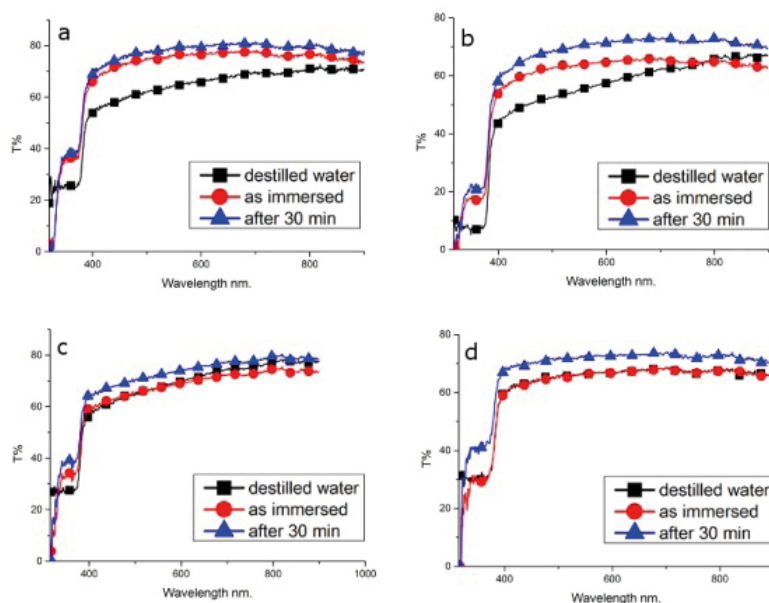 a
T%
80
60
40
20
0
destilled water
as immersed
after 30 min
400 600 800
Wavelength nm.
b
T%
80
60
40
20
0
destilled water
as immersed
after 30 min
400 600 800
Wavelength nm.
c
T%
80
60
40
20
0
destilled water
as immersed
after 30 min
400 600 800 1000
Wavelength nm.
d
T%
80
60
40
20
0
destilled water
as immersed
after 30 min
400 600 800
Wavelength nm.